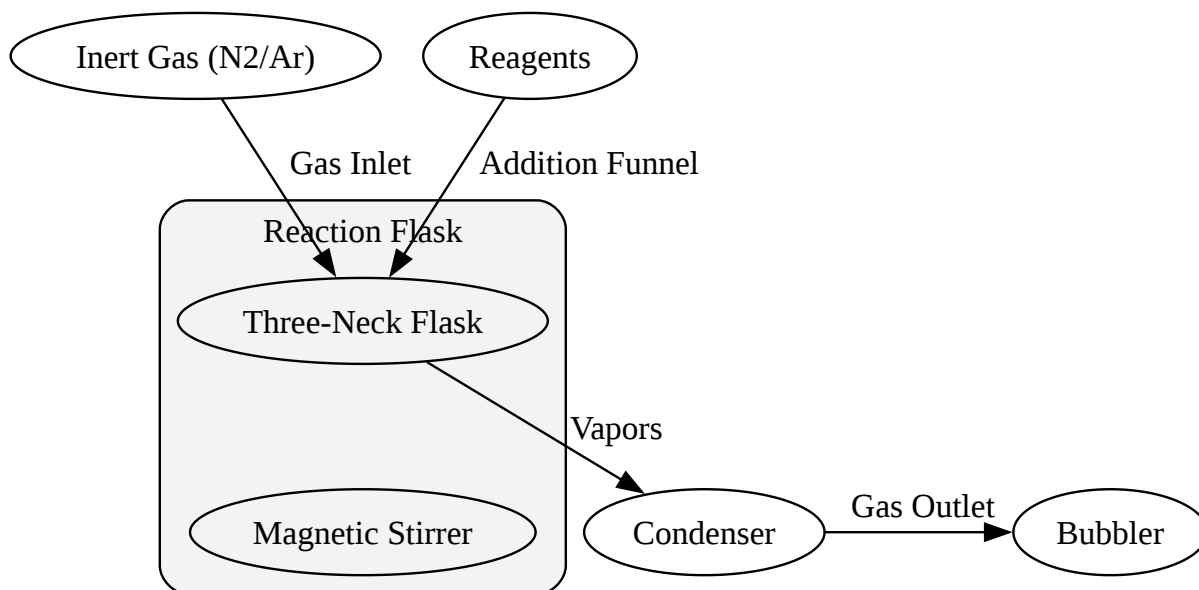 Inert Gas (N2/Ar)
Reagents
Gas Inlet
Addition Funnel
Reaction Flask
Three-Neck Flask
Vapors
Magnetic Stirrer
Condenser
Gas Outlet
Bubbler